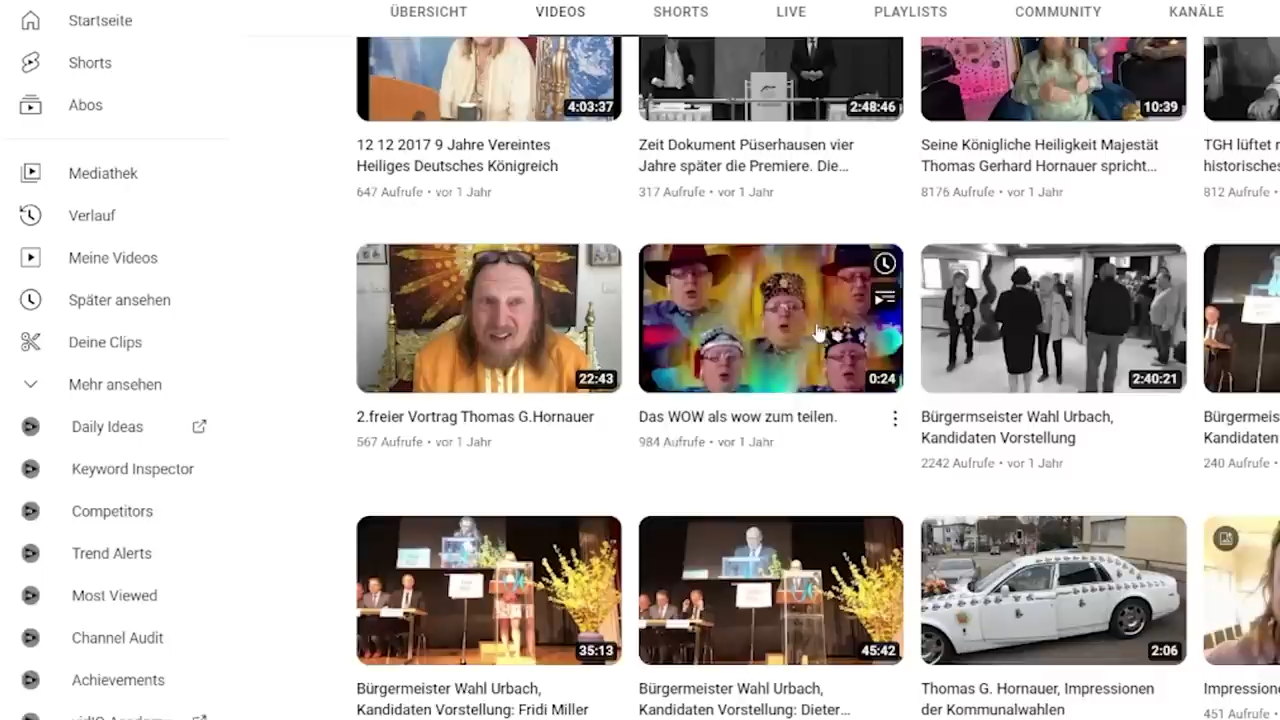 Startseite
Shorts
Abos
Mediathek
Verlauf
Meine Videos
Später ansehen
Deine Clips
Mehr ansehen
Daily Ideas
Keyword Inspector
Competitors
Trend Alerts
Most Viewed
Channel Audit
Achievements
ÜBERSICHT VIDEOS SHORTS LIVE PLAYLISTS COMMUNITY KANÄLE
4:03:37
12 12 2017 9 Jahre Vereintes
Heiliges Deutsches Königreich
647 Aufrufe • vor 1 Jahr
2:48:46
Zeit Dokument Püserhausen vier
Jahre später die Premiere. Die...
317 Aufrufe • vor 1 Jahr
10:39
Seine Königliche Heiligkeit Majestät
Thomas Gerhard Hornauer spricht...
8176 Aufrufe • vor 1 Jahr
TGH lüftet
historisches
812 Aufrufe •
22:43
2.freier Vortrag Thomas G.Hornauer
567 Aufrufe • vor 1 Jahr
0:24
Das WOW als wow zum teilen.
984 Aufrufe • vor 1 Jahr
2:40:21
Bürgermseister Wahl Urbach,
Kandidaten Vorstellung
2242 Aufrufe • vor 1 Jahr
Bürgermeis
Kandidaten
240 Aufrufe •
35:13
Bürgermeister Wahl Urbach,
Kandidaten Vorstellung: Fridi Miller
45:42
Bürgermeister Wahl Urbach,
Kandidaten Vorstellung: Dieter...
2:06
Thomas G. Hornauer, Impressionen
der Kommunalwahlen
Impression
451 Aufrufe •